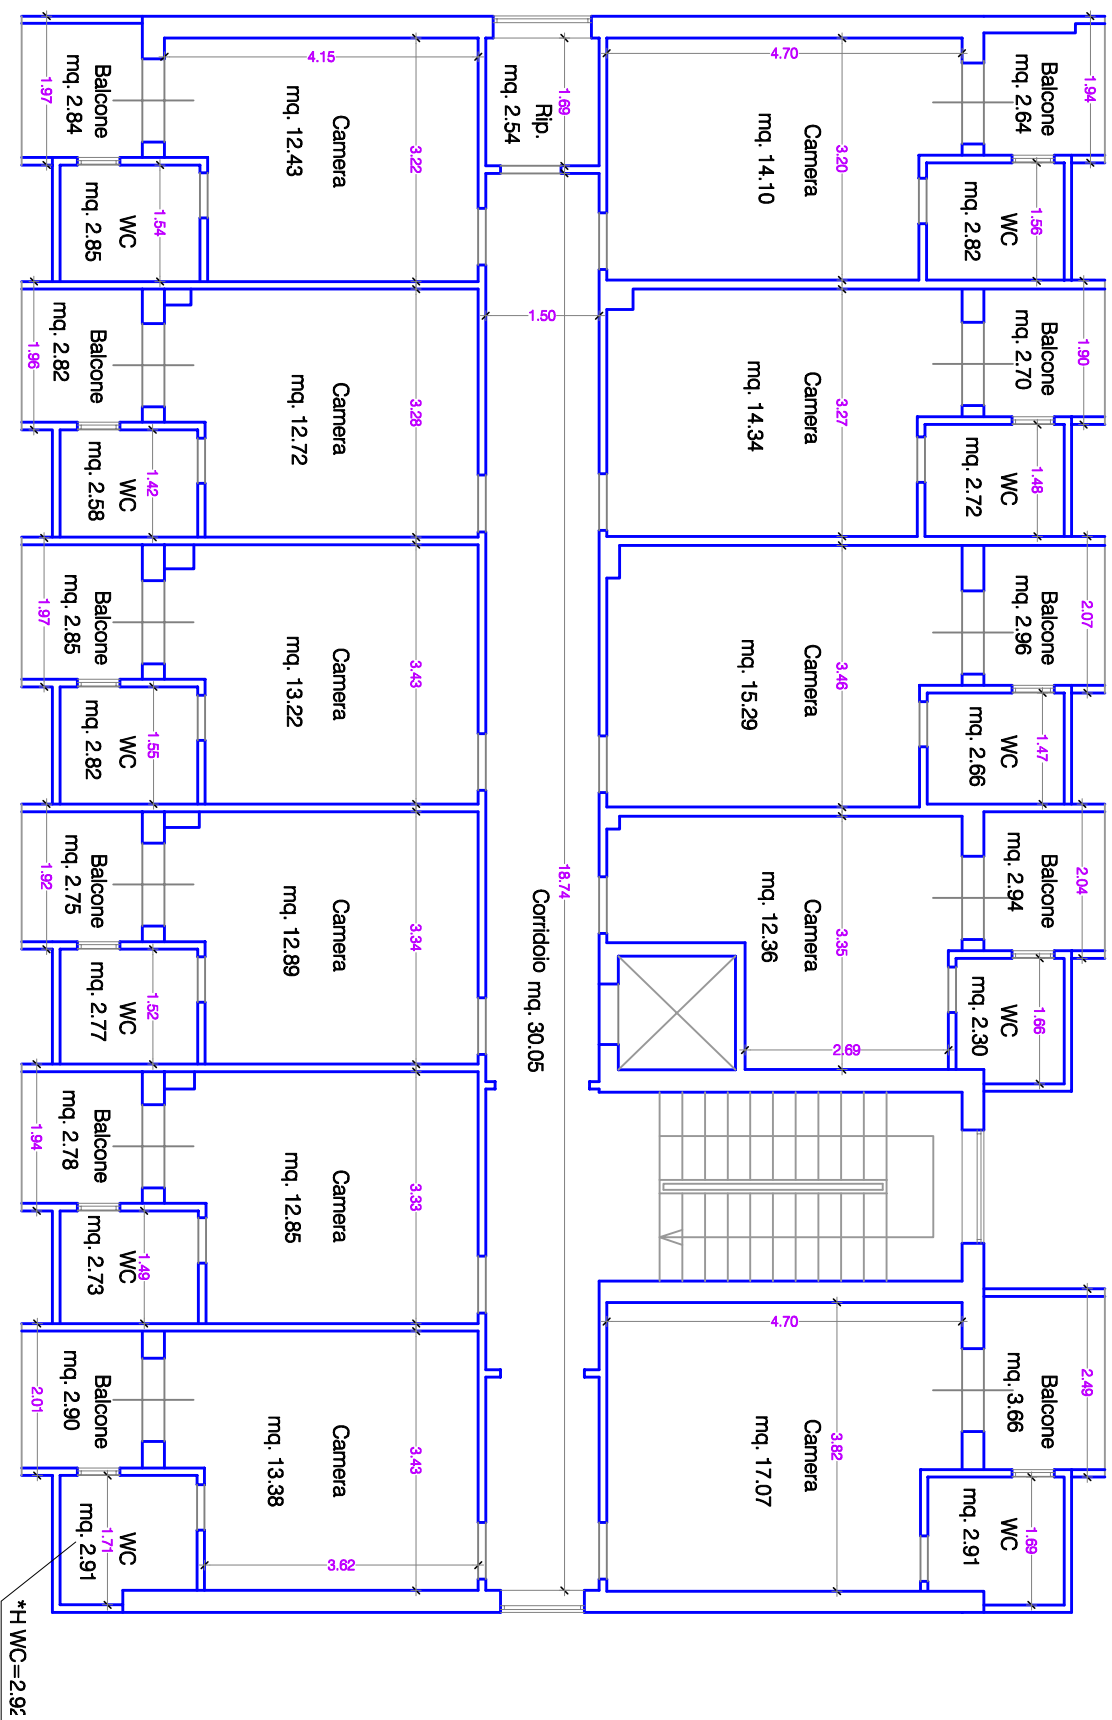 Balcone
mq. 2.84
1.97
4.15
Camera
mq. 12.43
3.22
WC
mq. 2.85
1.54
Rip.
mq. 2.54
1.69
4.70
Camera
mq. 14.10
3.20
Balcone
mq. 2.64
1.94
WC
mq. 2.82
1.56
Balcone
mq. 2.82
1.96
Camera
mq. 12.72
3.28
WC
mq. 2.58
1.42
1.50
Camera
mq. 14.34
3.27
Balcone
mq. 2.70
1.90
WC
mq. 2.72
1.48
Balcone
mq. 2.85
1.97
Camera
mq. 13.22
3.43
WC
mq. 2.82
1.55
Camera
mq. 15.29
3.46
Balcone
mq. 2.96
2.07
WC
mq. 2.66
1.47
Balcone
mq. 2.75
1.92
Camera
mq. 12.89
3.34
WC
mq. 2.77
1.52
18.74
Corridoio mq. 30.05
Camera
mq. 12.36
3.35
2.69
Balcone
mq. 2.94
2.04
WC
mq. 2.30
1.66
Balcone
mq. 2.78
1.94
Camera
mq. 12.85
3.33
WC
mq. 2.73
1.49
Balcone
mq. 2.90
2.01
Camera
mq. 13.38
3.43
3.62
WC
mq. 2.91
1.71
4.70
Camera
mq. 17.07
3.82
Balcone
mq. 3.66
2.49
WC
mq. 2.91
1.69
*H WC=2.92